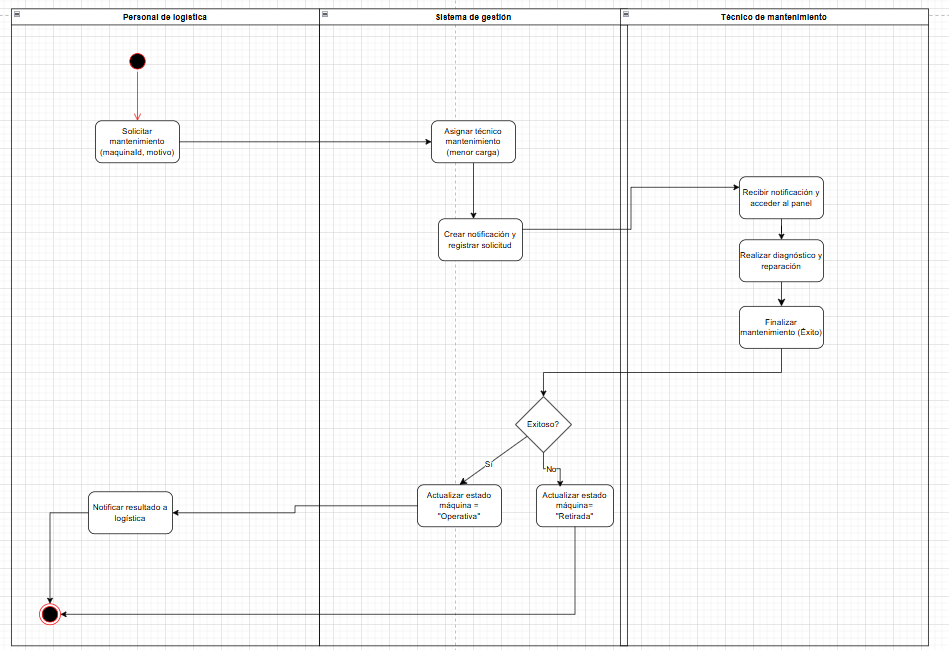 Personal de logística
Sistema de gestión
Técnico de mantenimiento
Solicitar
mantenimiento
(maquinaId, motivo)
Asignar técnico
mantenimiento
(menor carga)
Recibir notificación y
acceder al panel
Crear notificación y
registrar solicitud
Realizar diagnóstico y
reparación
Finalizar
mantenimiento (Éxito)
Exitoso?
Sí
No
Actualizar estado
máquina =
"Operativa"
Actualizar estado
máquina=
"Retirada"
Notificar resultado a
logística